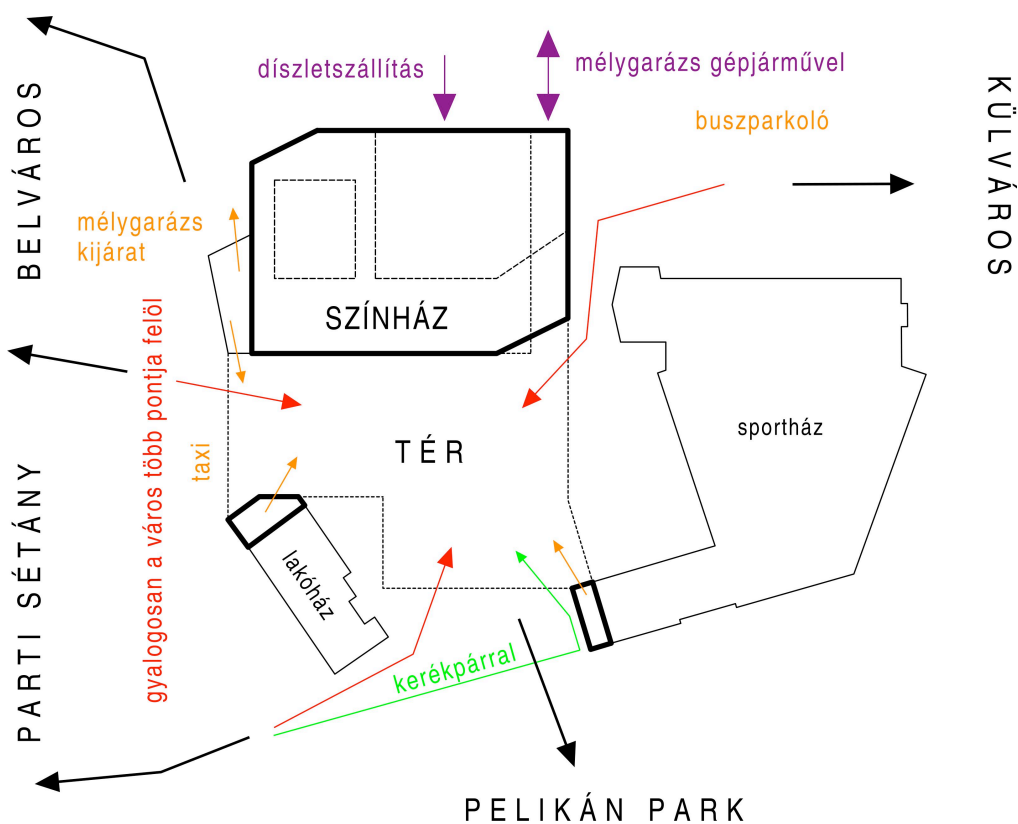 díszletszállítás
mélygarázs gépjárművel
buszparkoló
KÜLVÁROS
BELVÁROS
mélygarázs
kijárat
SZÍNHÁZ
gyalogosan a város több pontja felöl
TÉR
sportház
taxi
PARTI SÉTÁNY
lakóház
kerékpárral
PELIKÁN PARK